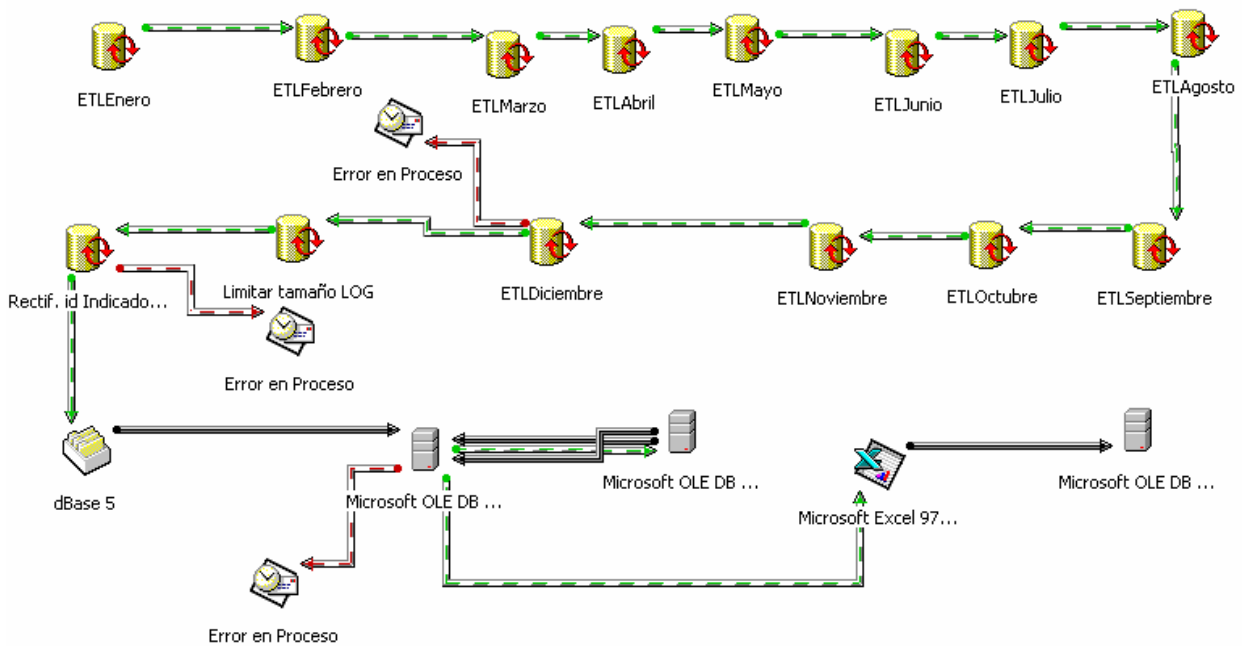 ETLEnero
ETLFebrero
ETLMarzo
ETLAbril
ETLMayo
ETLJunio
ETLJulio
ETLAgosto
Error en Proceso
Rectif. id Indicado...
Limitar tamaño LOG
ETLDiciembre
ETLNoviembre
ETLOctubre
ETLSeptiembre
Error en Proceso
dBase 5
Microsoft OLE DB ...
Microsoft OLE DB ...
Microsoft Excel 97...
Microsoft OLE DB ...
Error en Proceso